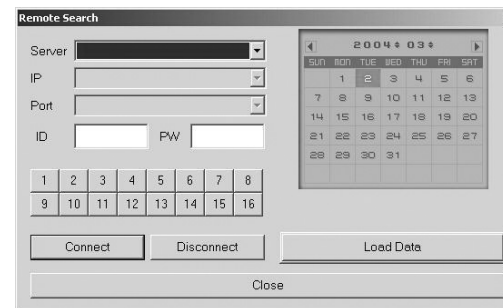 Remote Search
Server
IP
Port
ID PW
1 2 3 4 5 6 7 8
9 10 11 12 13 14 15 16
Connect Disconnect
2004 03
SUN MON TUE WED THU FRI SAT
1 2 3 4 5 6
7 8 9 10 11 12 13
14 15 16 17 18 19 20
21 22 23 24 25 26 27
28 29 30 31
Load Data
Close